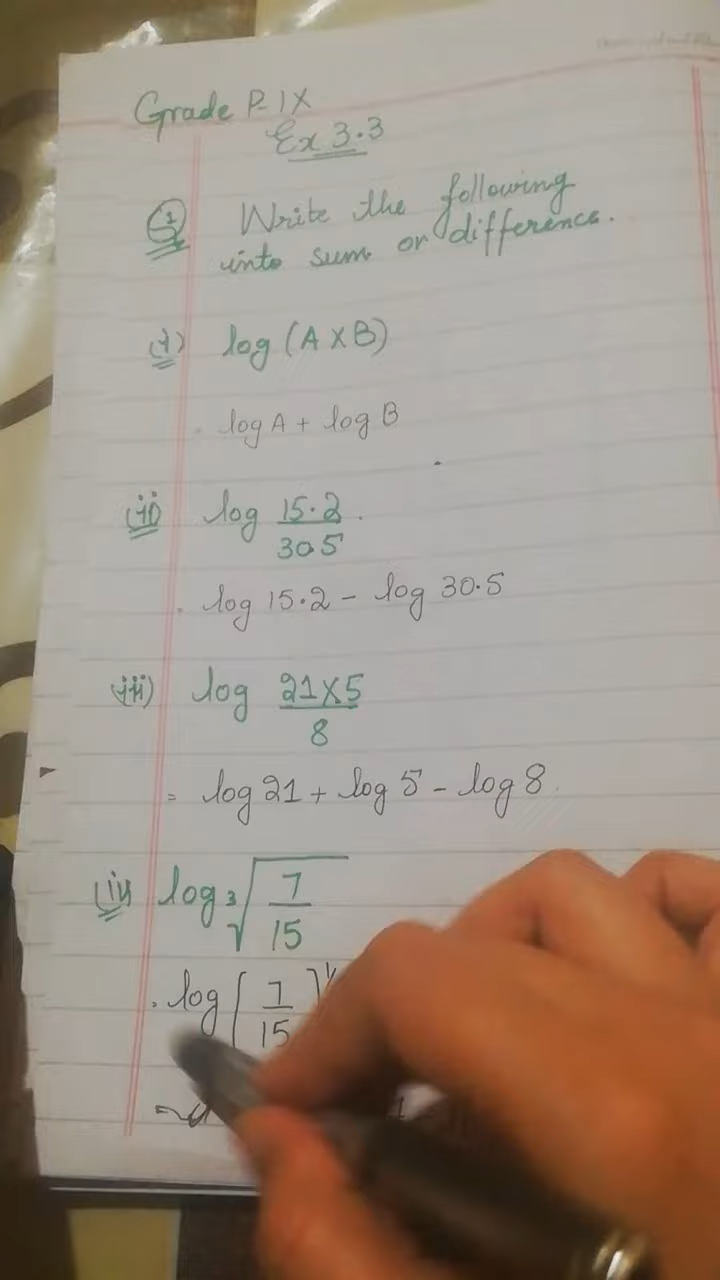 Grade P-IX
Ex 3.3
Q1 Write the following
into sum or difference.
(i) log (A X B)
= log A + log B
(ii) log 15.2/30.5
= log 15.2 - log 30.5
(iii) log 21X5/8
= log 21 + log 5 - log 8
(iv) log ∛(7/15)
= log (7/15)